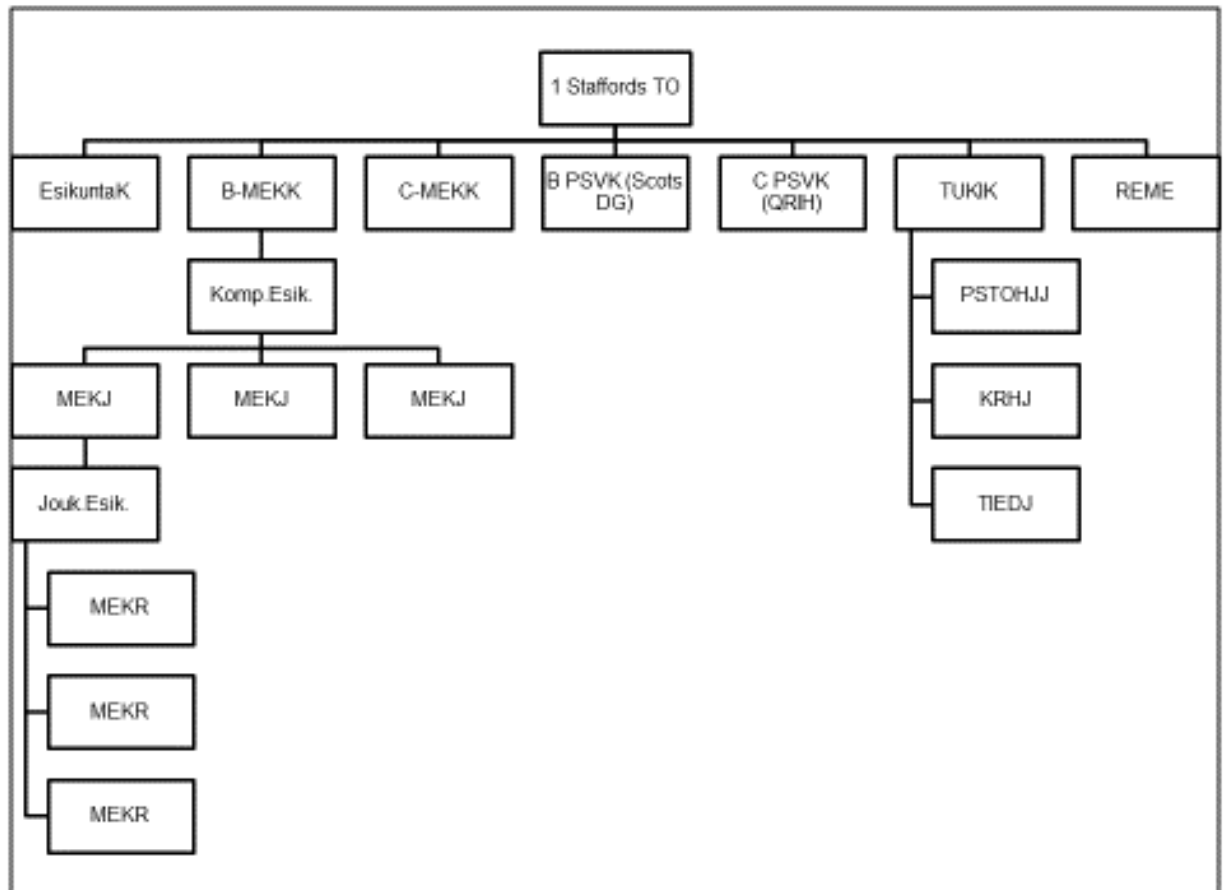 1 Staffords TO
EsikuntaK
B-MEKK
C-MEKK
B PSVK (Scots
DG)
C PSVK
(QRIH)
TUKIK
REME
Komp.Esik.
PSTOHJJ
MEKJ
MEKJ
MEKJ
KRHJ
Jouk.Esik.
TIEDJ
MEKR
MEKR
MEKR